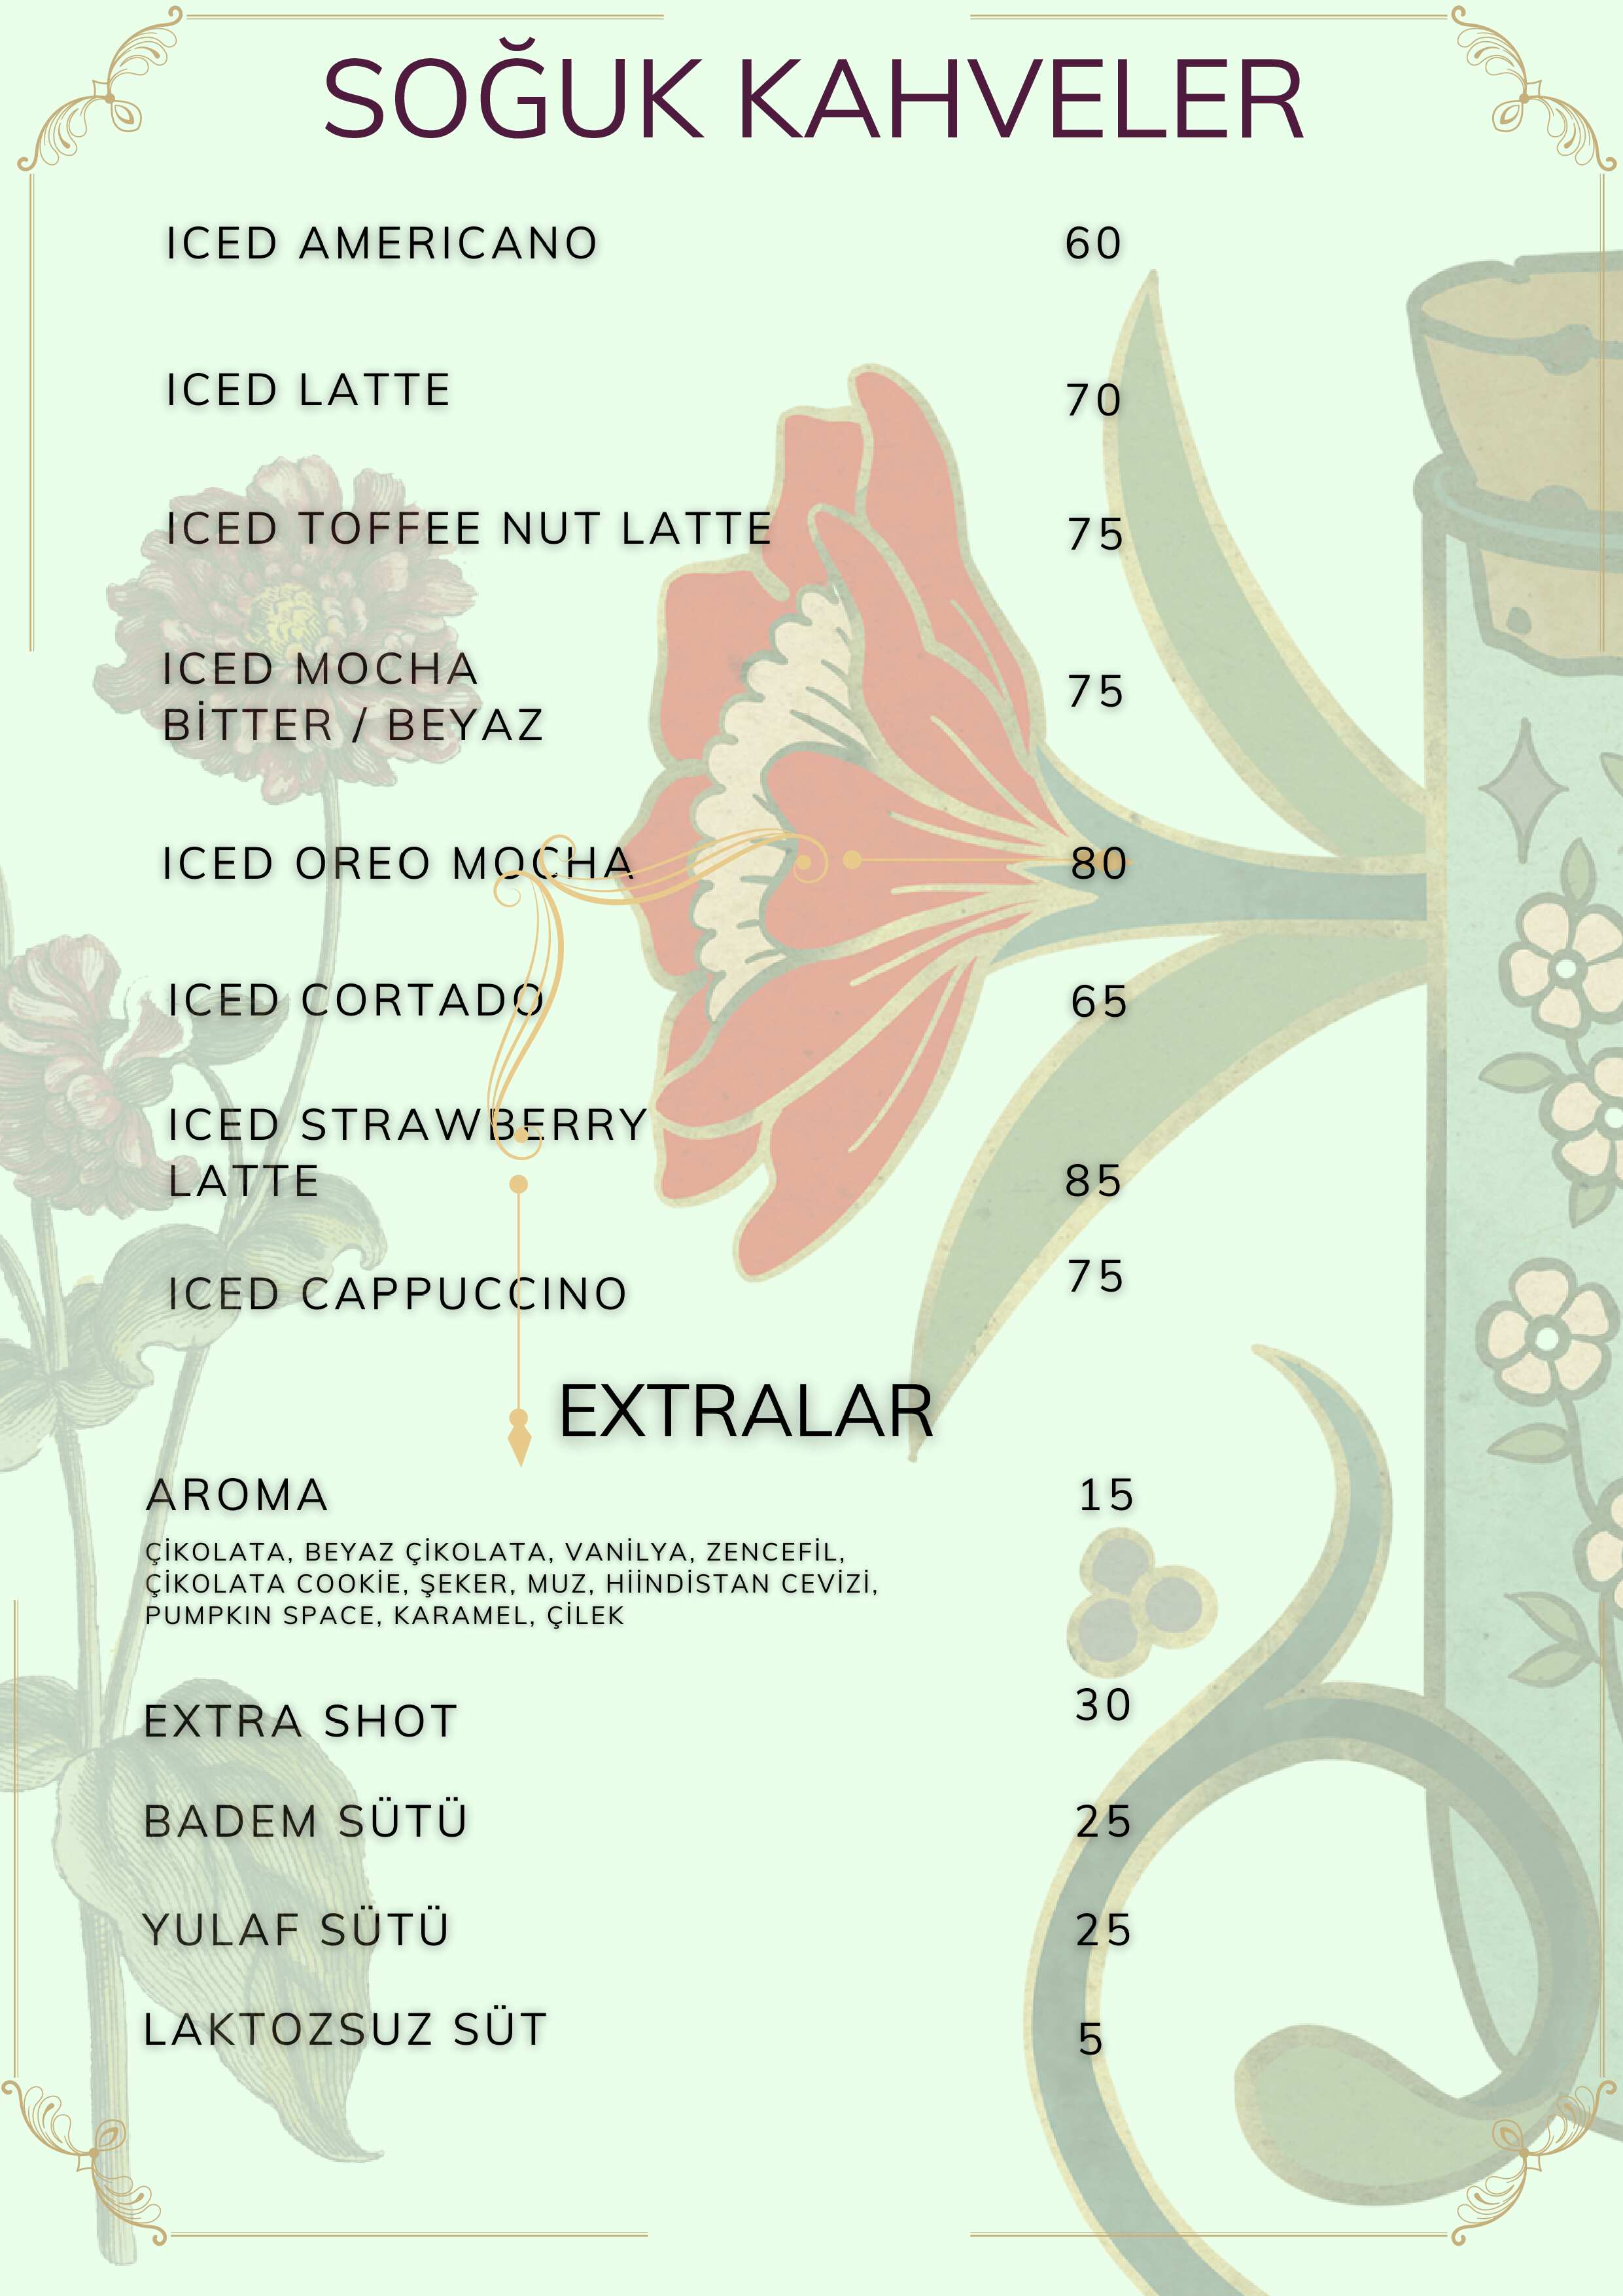 SOĞUK KAHVELER
ICED AMERICANO 60
ICED LATTE 70
ICED TOFFEE NUT LATTE 75
ICED MOCHA
BİTTER / BEYAZ 75
ICED OREO MOCHA 80
ICED CORTADO 65
ICED STRAWBERRY
LATTE 85
ICED CAPPUCCINO 75
EXTRALAR
AROMA 15
ÇİKOLATA, BEYAZ ÇİKOLATA, VANİLYA, ZENCEFİL,
ÇİKOLATA COOKİE, ŞEKER, MUZ, HİİNDİSTAN CEVİZİ,
PUMPKIN SPACE, KARAMEL, ÇİLEK
EXTRA SHOT 30
BADEM SÜTÜ 25
YULAF SÜTÜ 25
LAKTOZSUZ SÜT 5